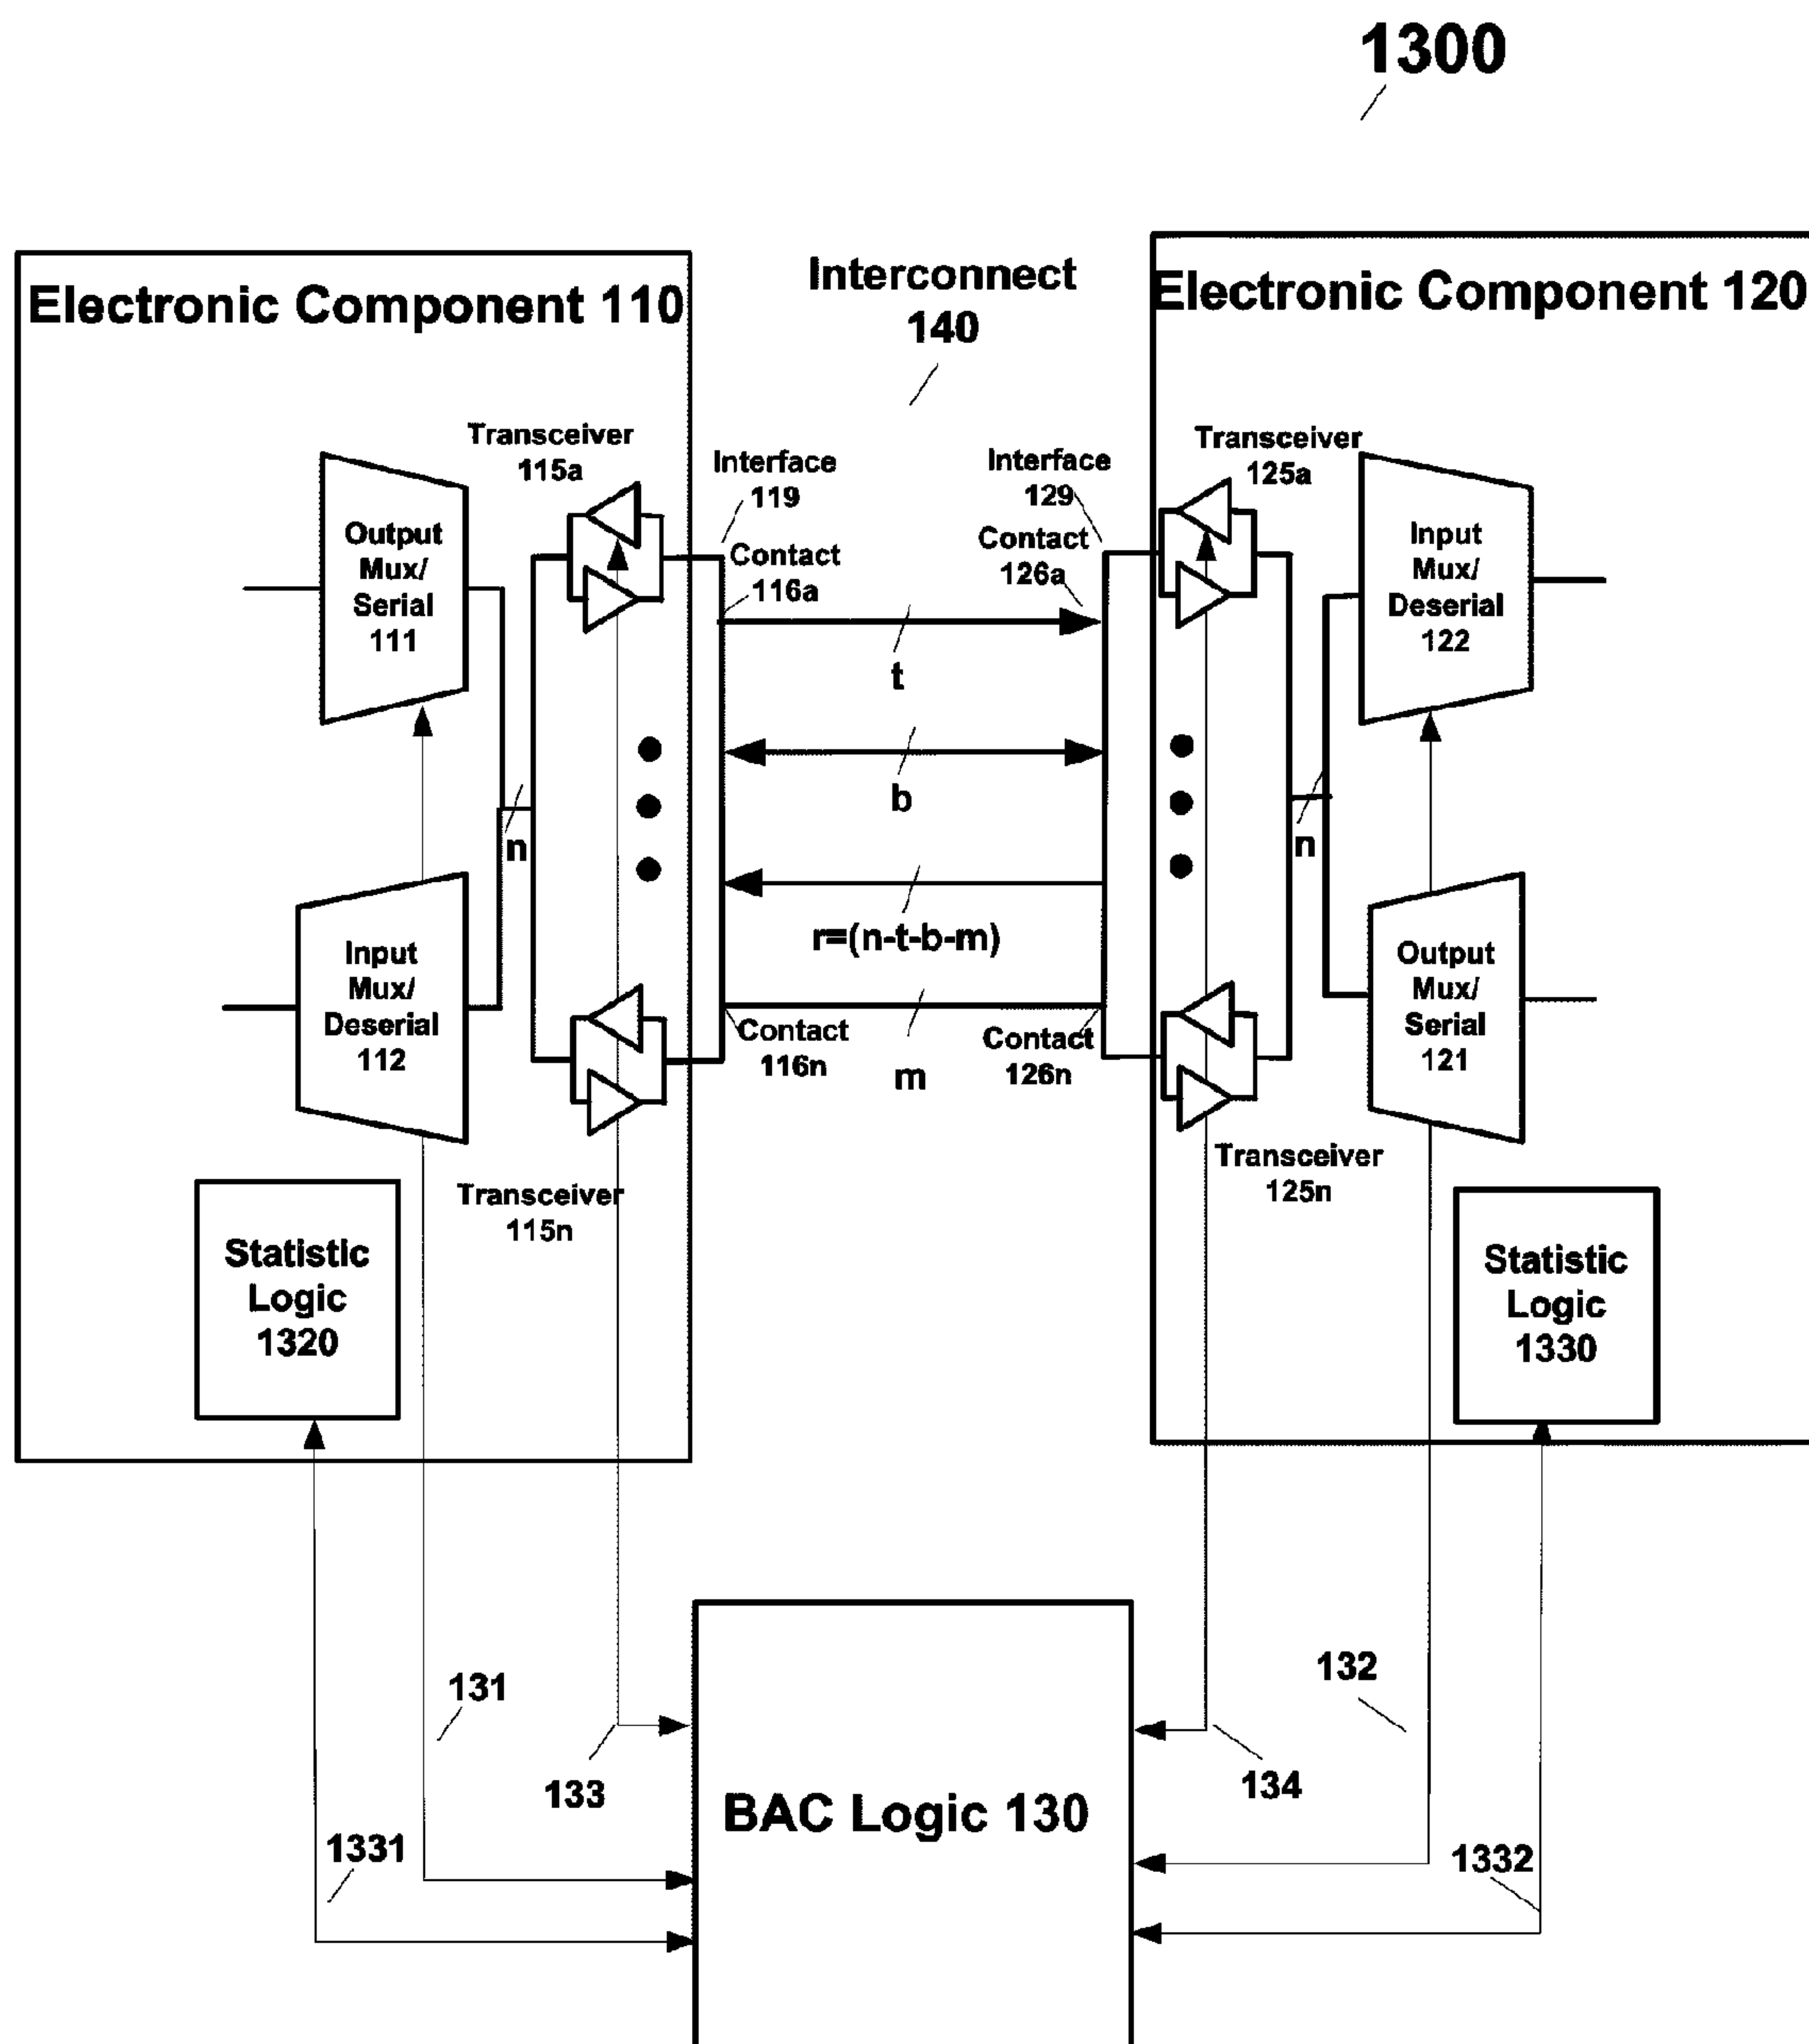 1300
Electronic Component 110
Interconnect
140
Electronic Component 120
Transceiver
115a
Interface
119
Contact
116a
Interface
129
Contact
126a
Transceiver
125a
Output
Mux/
Serial
111
Input
Mux/
Deserial
122
t
b
n
n
r=(n-t-b-m)
Input
Mux/
Deserial
112
Contact
116n
m
Contact
126n
Output
Mux/
Serial
121
Transceiver
115n
Transceiver
125n
Statistic
Logic
1320
Statistic
Logic
1330
131
133
132
134
BAC Logic 130
1331
1332